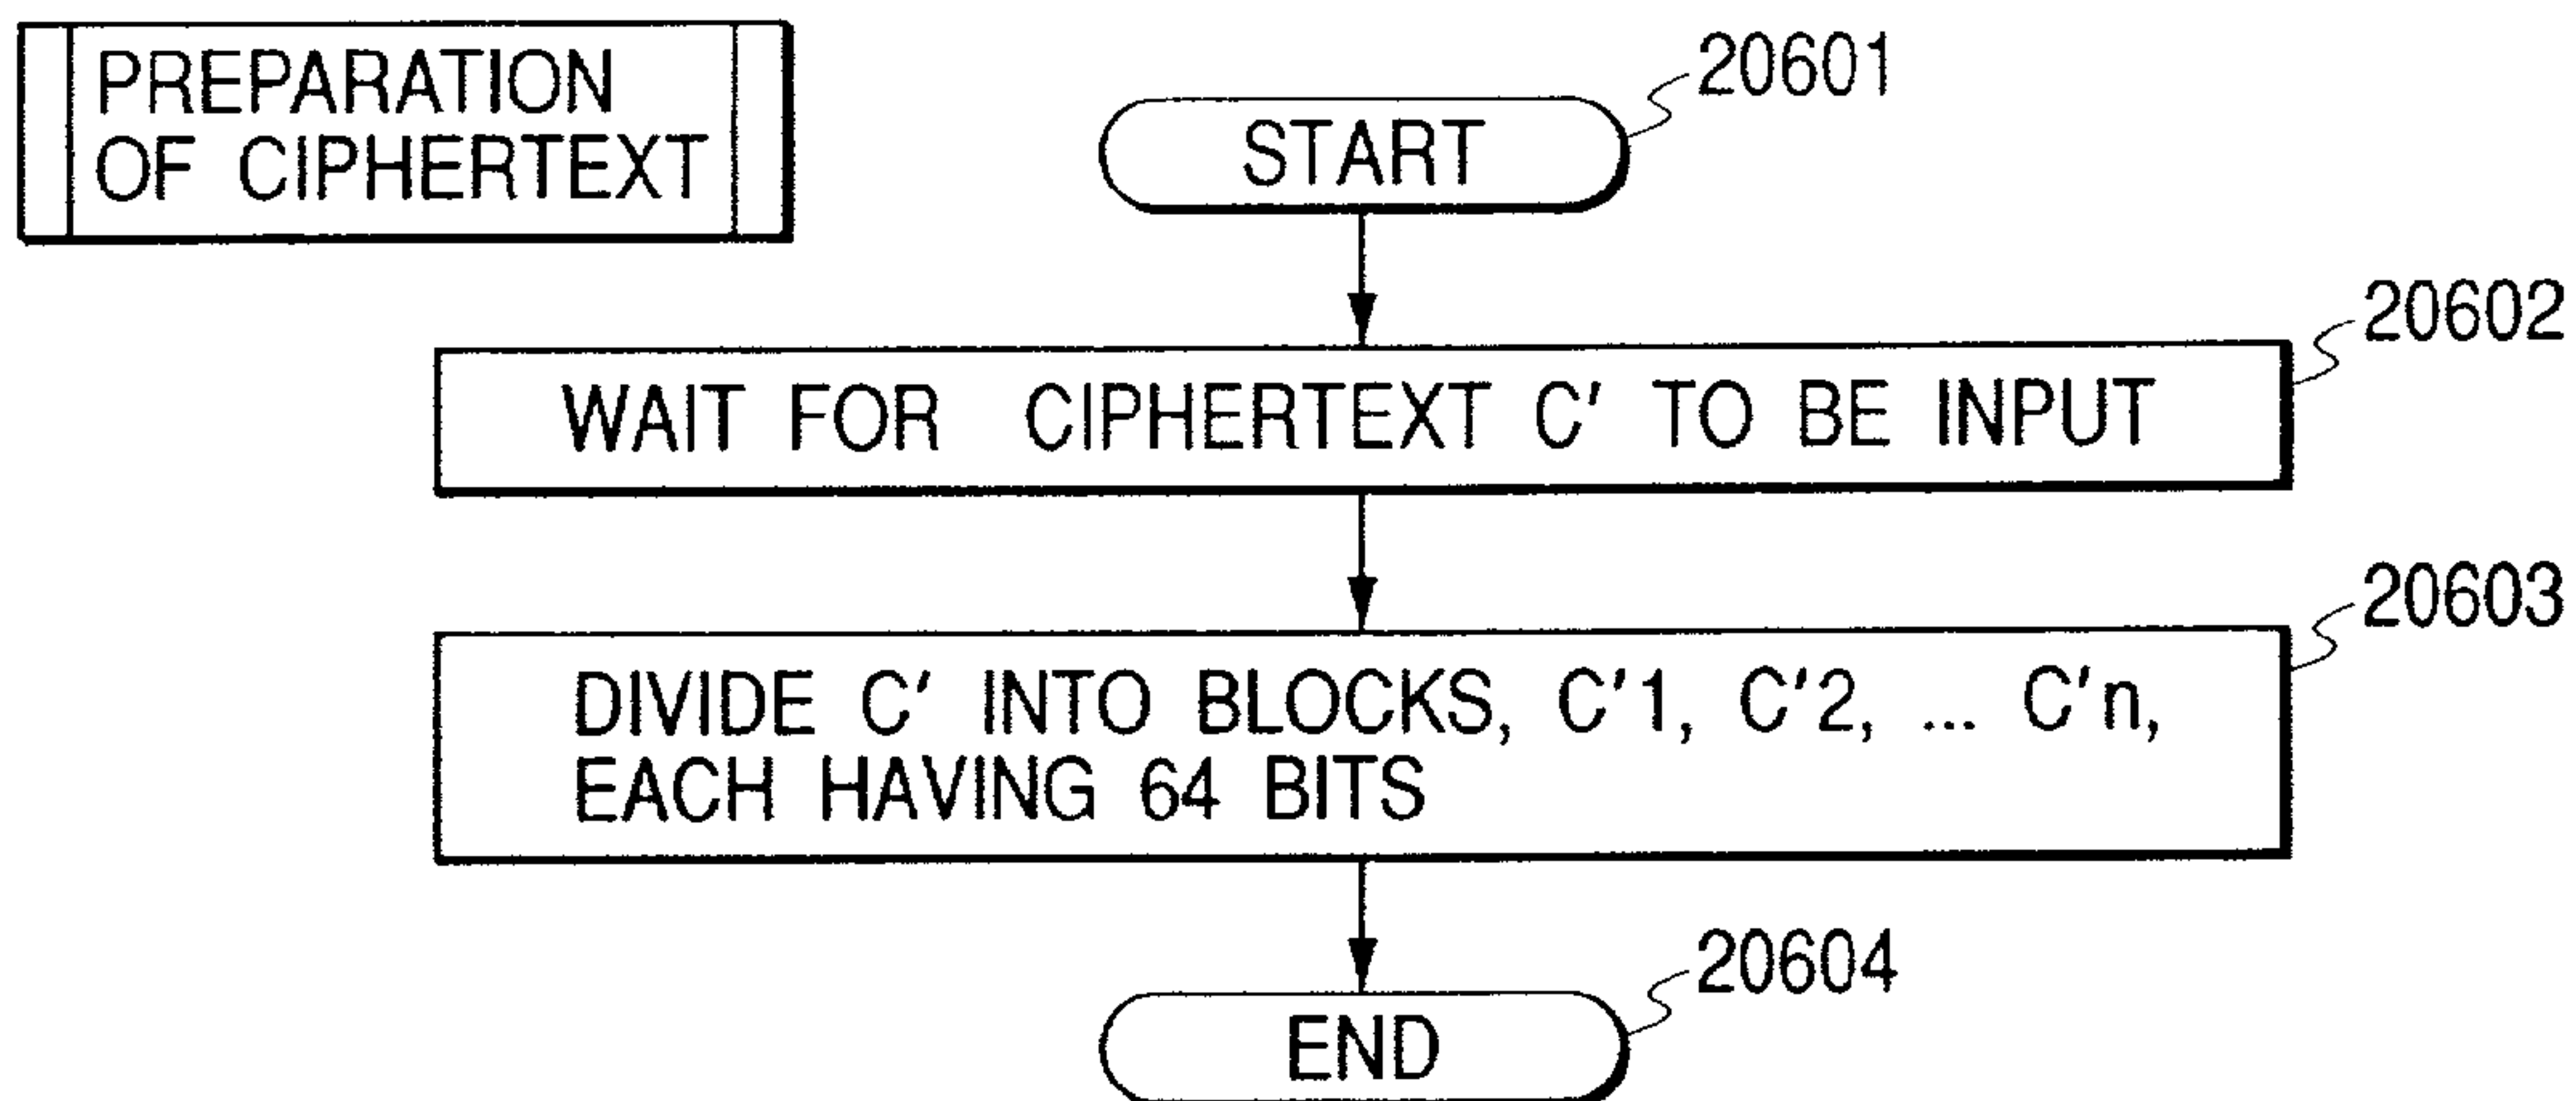 PREPARATION
OF CIPHERTEXT
START
20601
WAIT FOR CIPHERTEXT C' TO BE INPUT
20602
DIVIDE C' INTO BLOCKS, C'1, C'2, ... C'n,
EACH HAVING 64 BITS
20603
END
20604